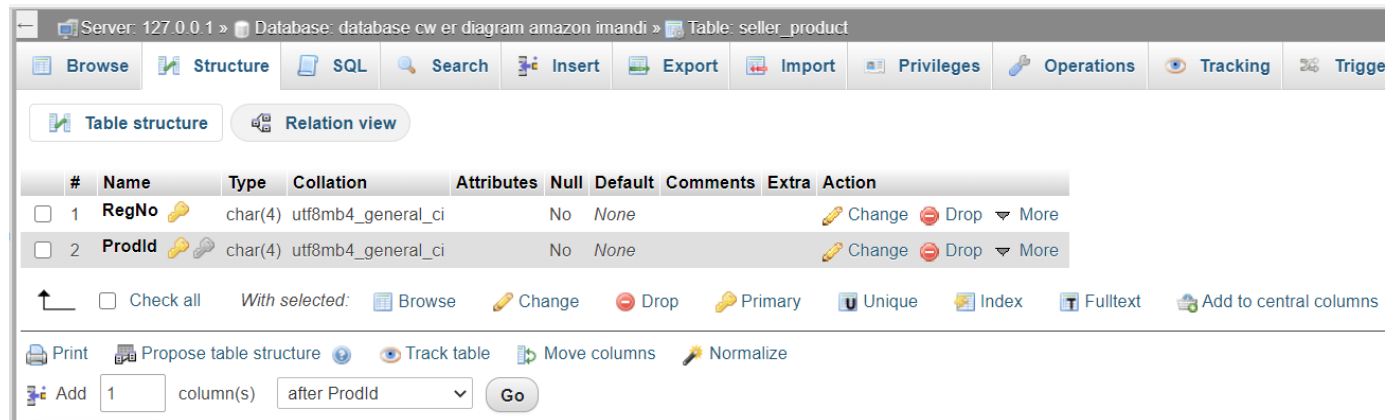 Server: 127.0.0.1 » Database: database cw er diagram amazon imandi » Table: seller_product
Browse Structure SQL Search Insert Export Import Privileges Operations Tracking Trigge
Table structure Relation view
# Name Type Collation Attributes Null Default Comments Extra Action
1 RegNo char(4) utf8mb4_general_ci No None Change Drop More
2 ProdId char(4) utf8mb4_general_ci No None Change Drop More
Check all With selected: Browse Change Drop Primary U Unique Index T Fulltext Add to central columns
Print Propose table structure Track table Move columns Normalize
Add 1 column(s) after ProdId Go